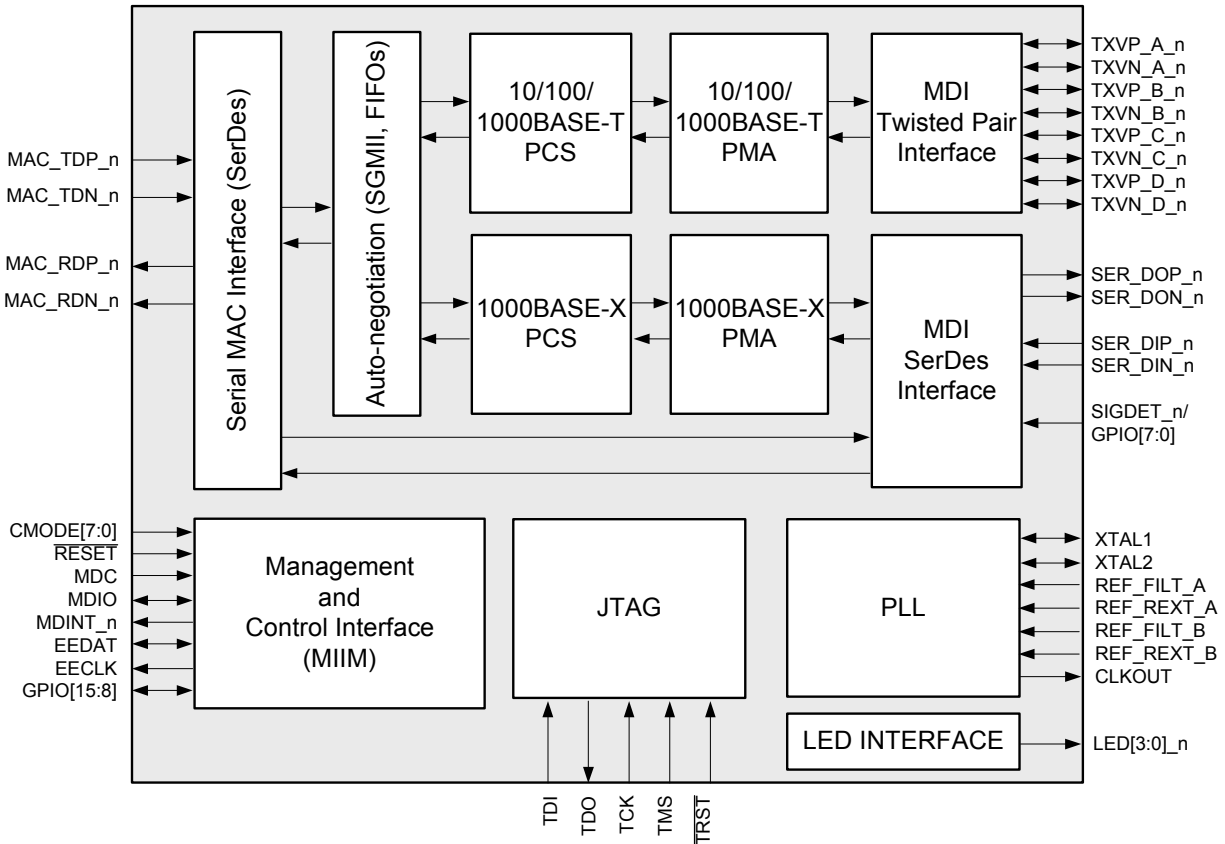 MAC_TDP_n
MAC_TDN_n
MAC_RDP_n
MAC_RDN_n
Serial MAC Interface (SerDes)
Auto-negotiation (SGMII, FIFOs)
10/100/
1000BASE-T
PCS
10/100/
1000BASE-T
PMA
MDI
Twisted Pair
Interface
TXVP_A_n
TXVN_A_n
TXVP_B_n
TXVN_B_n
TXVP_C_n
TXVN_C_n
TXVP_D_n
TXVN_D_n
1000BASE-X
PCS
1000BASE-X
PMA
MDI
SerDes
Interface
SER_DOP_n
SER_DON_n
SER_DIP_n
SER_DIN_n
SIGDET_n/
GPIO[7:0]
CMODE[7:0]
RESET
MDC
MDIO
MDINT_n
EEDAT
EECLK
GPIO[15:8]
Management
and
Control Interface
(MIIM)
JTAG
PLL
XTAL1
XTAL2
REF_FILT_A
REF_REXT_A
REF_FILT_B
REF_REXT_B
CLKOUT
LED INTERFACE
LED[3:0]_n
TDI
TDO
TCK
TMS
TRST